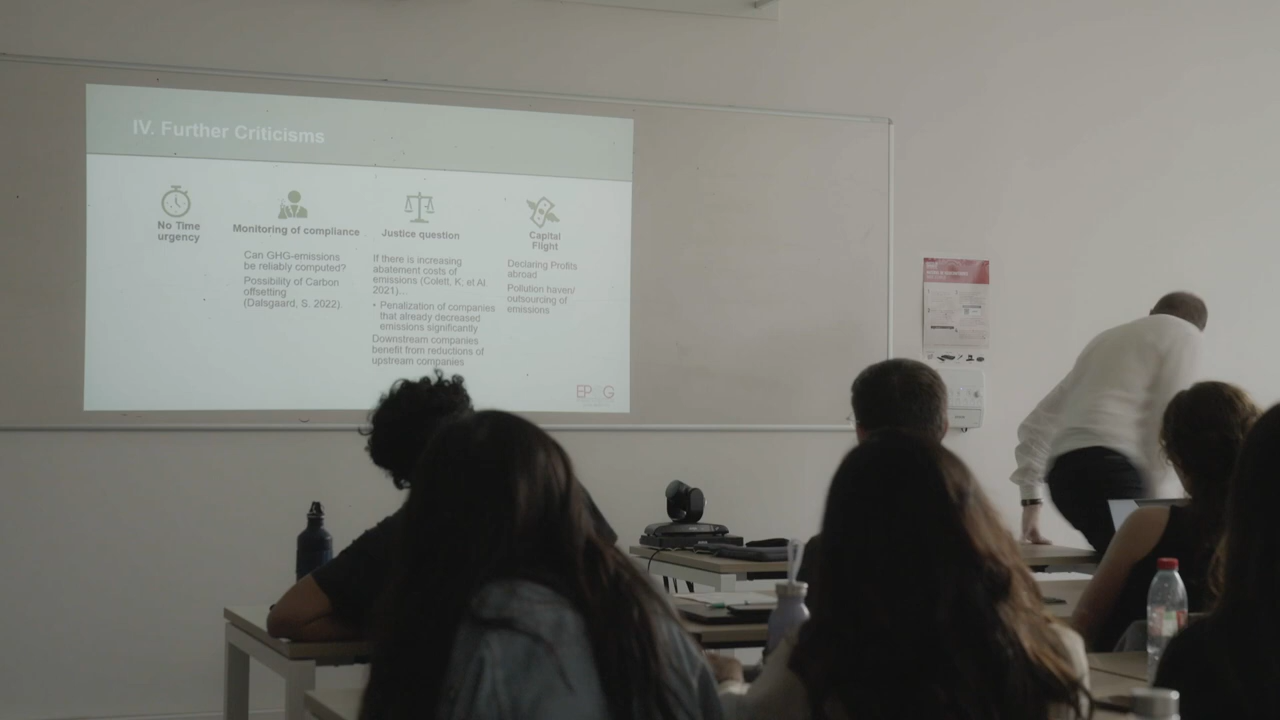 IV. Further Criticisms
No Time
urgency
Monitoring of compliance
Can GHG-emissions
be reliably computed?
Possibility of Carbon
offsetting
(Dalsgaard, S. 2022).
Justice question
If there is increasing
abatement costs of
emissions (Colett, K. et Al.
2021)...
• Penalization of companies
that already decreased
emissions significantly
Downstream companies
benefit from reductions of
upstream companies
Capital
Flight
Declaring Profits
abroad
Pollution haven/
outsourcing of
emissions